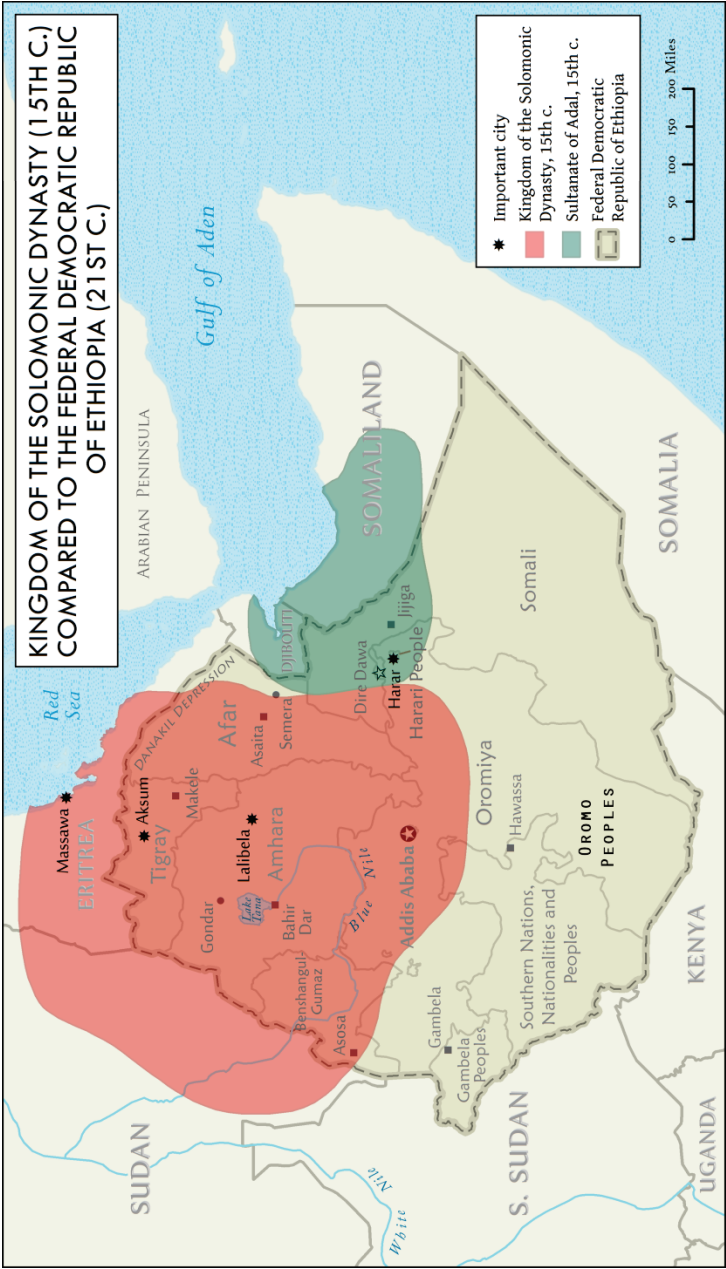 KINGDOM OF THE SOLOMONIC DYNASTY (15TH C.)
COMPARED TO THE FEDERAL DEMOCRATIC REPUBLIC
OF ETHIOPIA (21ST C.)
Important city
Kingdom of the Solomonic
Dynasty, 15th c.
Sultanate of Adal, 15th c.
Federal Democratic
Republic of Ethiopia
0 50 100 150 200 Miles
Red
Sea
ARABIAN PENINSULA
Gulf of Aden
Massawa
ERITREA
SUDAN
DANAKIL DEPRESSION
Aksum
Tigray
Makele
Afar
Asaita
Semera
DJIBOUTI
SOMALILAND
Gondar
Lalibela
Lake
Tana
Amhara
Bahir
Dar
Benshangul-
Gumaz
Blue Nile
Asosa
Dire Dawa
Harar
Jijiga
Harari People
Addis Ababa
White Nile
Gambela
Gambela
Peoples
Oromiya
Hawassa
Somali
Southern Nations,
Nationalities and
Peoples
OROMO
PEOPLES
S. SUDAN
SOMALIA
KENYA
UGANDA